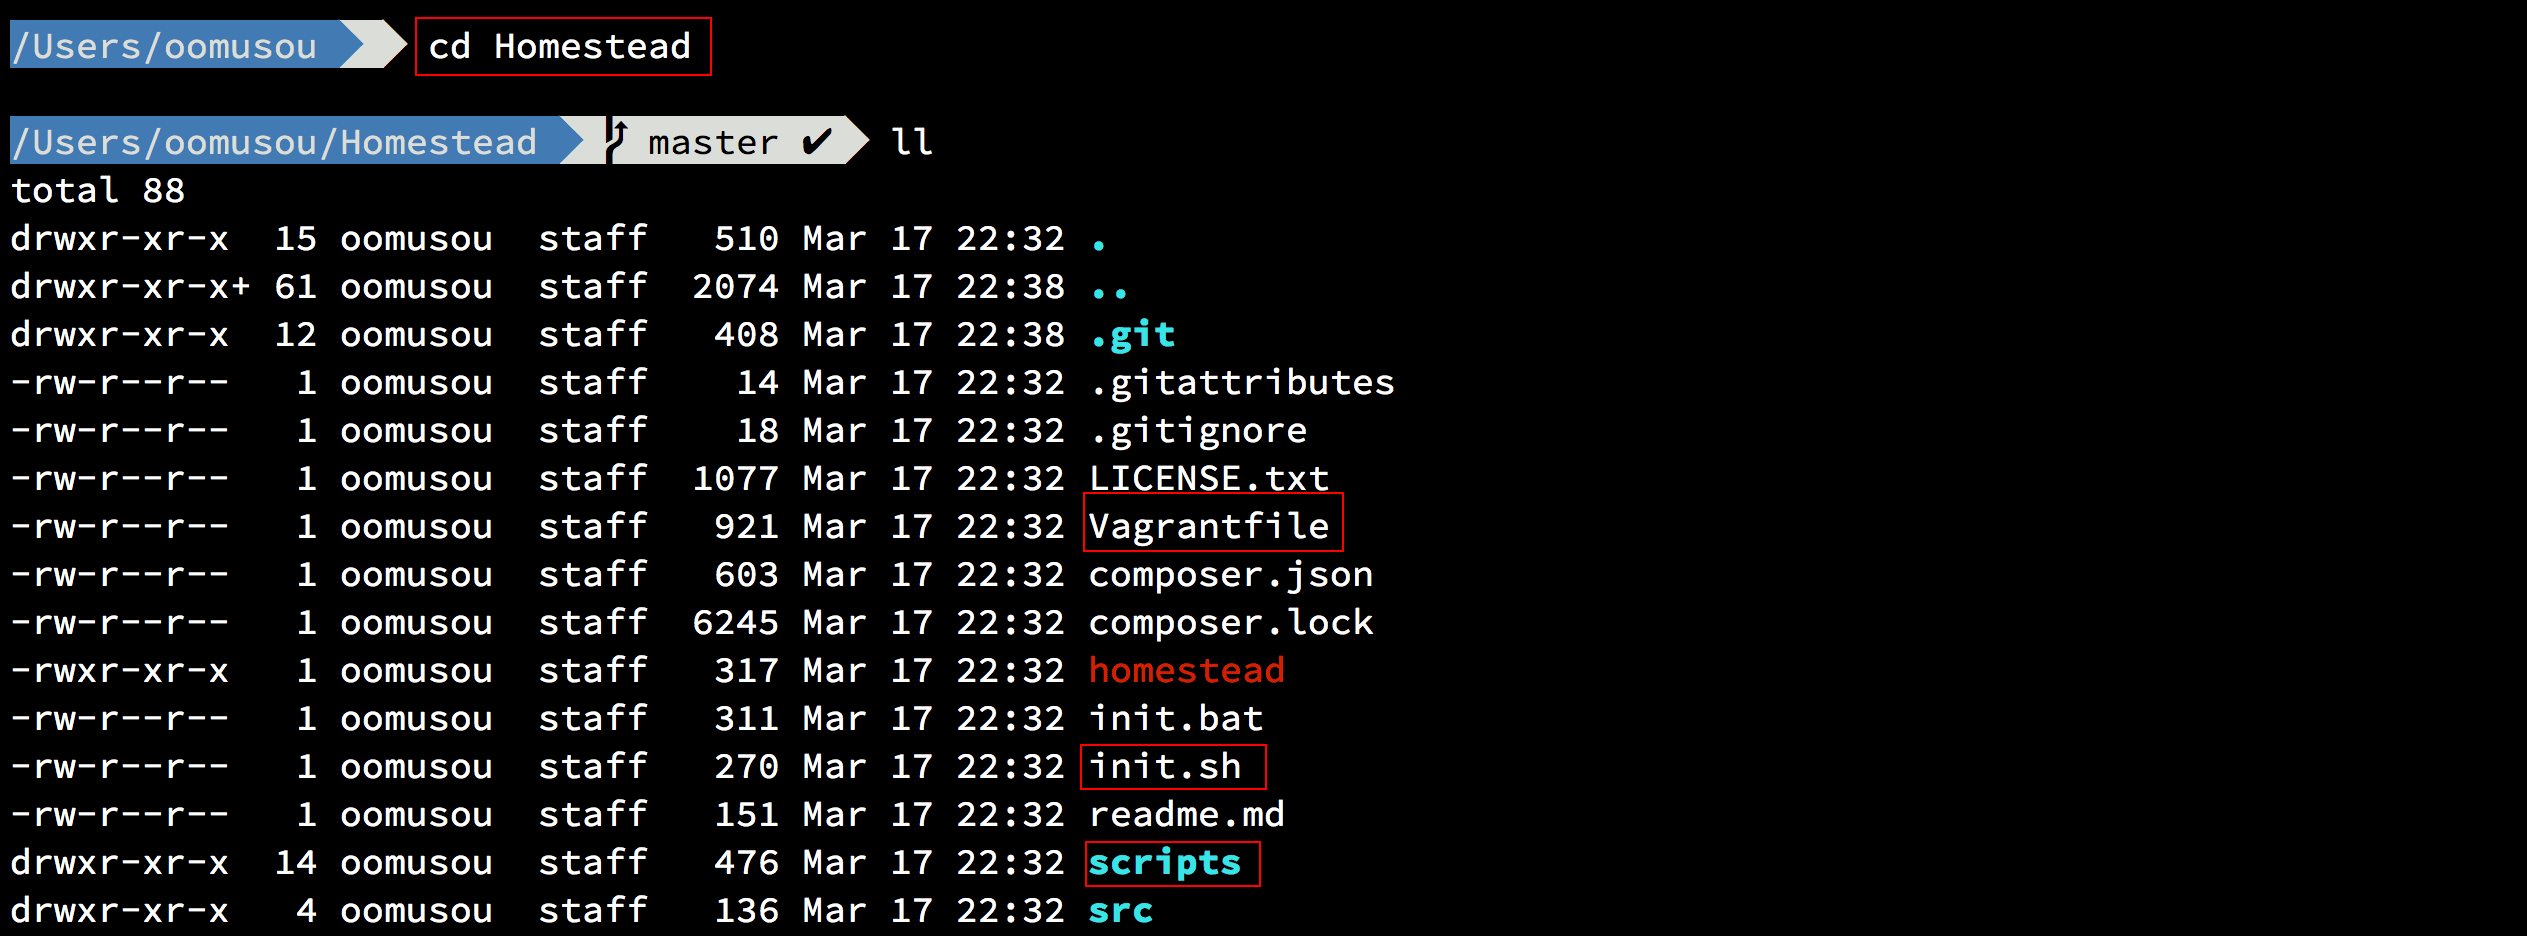 /Users/oomusou cd Homestead
/Users/oomusou/Homestead master ✔ ll
total 88
drwxr-xr-x  15 oomusou  staff   510 Mar 17 22:32 .
drwxr-xr-x+ 61 oomusou  staff  2074 Mar 17 22:38 ..
drwxr-xr-x  12 oomusou  staff   408 Mar 17 22:38 .git
-rw-r--r--   1 oomusou  staff    14 Mar 17 22:32 .gitattributes
-rw-r--r--   1 oomusou  staff    18 Mar 17 22:32 .gitignore
-rw-r--r--   1 oomusou  staff  1077 Mar 17 22:32 LICENSE.txt
-rw-r--r--   1 oomusou  staff   921 Mar 17 22:32 Vagrantfile
-rw-r--r--   1 oomusou  staff   603 Mar 17 22:32 composer.json
-rw-r--r--   1 oomusou  staff  6245 Mar 17 22:32 composer.lock
-rwxr-xr-x   1 oomusou  staff   317 Mar 17 22:32 homestead
-rw-r--r--   1 oomusou  staff   311 Mar 17 22:32 init.bat
-rw-r--r--   1 oomusou  staff   270 Mar 17 22:32 init.sh
-rw-r--r--   1 oomusou  staff   151 Mar 17 22:32 readme.md
drwxr-xr-x  14 oomusou  staff   476 Mar 17 22:32 scripts
drwxr-xr-x   4 oomusou  staff   136 Mar 17 22:32 src